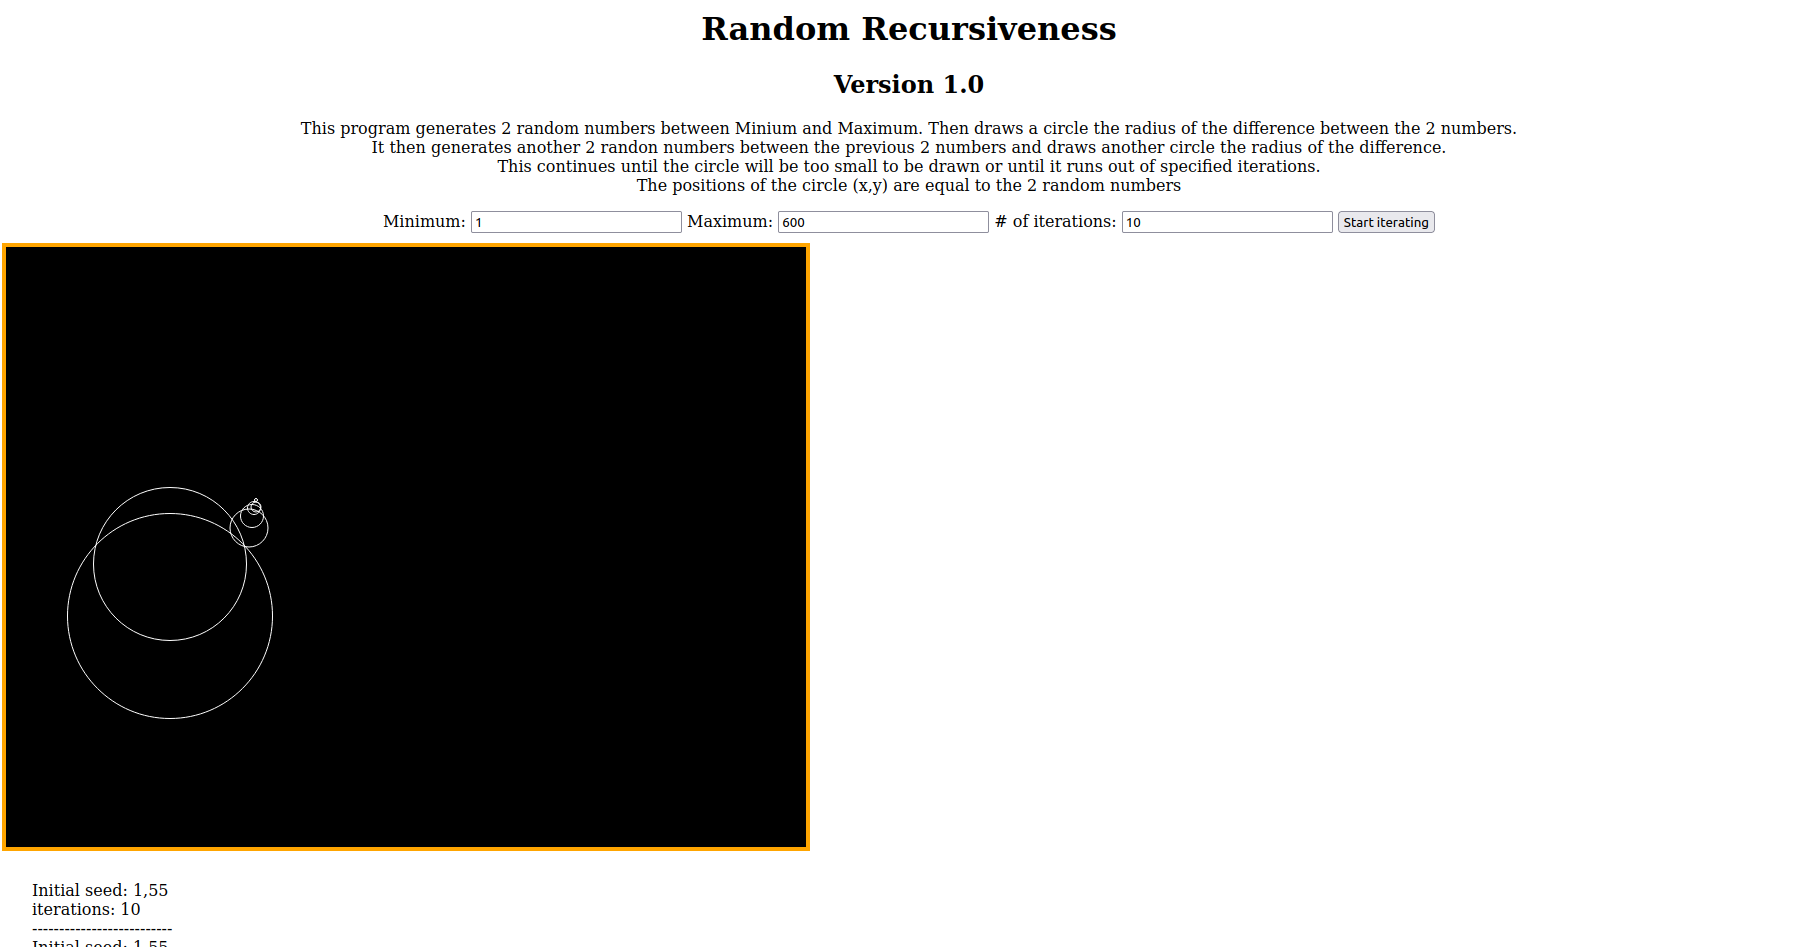 Random Recursiveness
Version 1.0
This program generates 2 random numbers between Minium and Maximum. Then draws a circle the radius of the difference between the 2 numbers.
It then generates another 2 randon numbers between the previous 2 numbers and draws another circle the radius of the difference.
This continues until the circle will be too small to be drawn or until it runs out of specified iterations.
The positions of the circle (x,y) are equal to the 2 random numbers
Minimum: 1 Maximum: 600 # of iterations: 10 Start iterating
Initial seed: 1,55
iterations: 10
--------------------------
Initial seed: 1,55